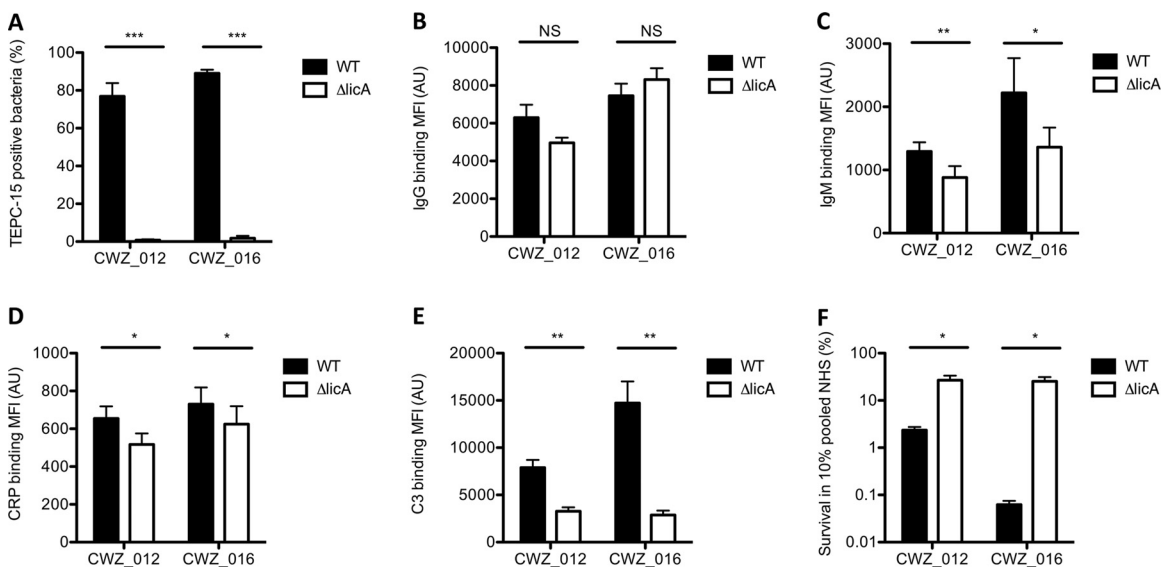 A
TEPC-15 positive bacteria (%)
100
80
60
40
20
0
*** ***
CWZ_012 CWZ_016
WT
ΔlicA
B
IgG binding MFI (AU)
10000
8000
6000
4000
2000
0
NS NS
CWZ_012 CWZ_016
WT
ΔlicA
C
IgM binding MFI (AU)
3000
2000
1000
0
** *
CWZ_012 CWZ_016
WT
ΔlicA
D
CRP binding MFI (AU)
1000
800
600
400
200
0
* *
CWZ_012 CWZ_016
WT
ΔlicA
E
C3 binding MFI (AU)
20000
15000
10000
5000
0
** **
CWZ_012 CWZ_016
WT
ΔlicA
F
Survival in 10% pooled NHS (%)
100
10
1
0.1
0.01
* *
CWZ_012 CWZ_016
WT
ΔlicA